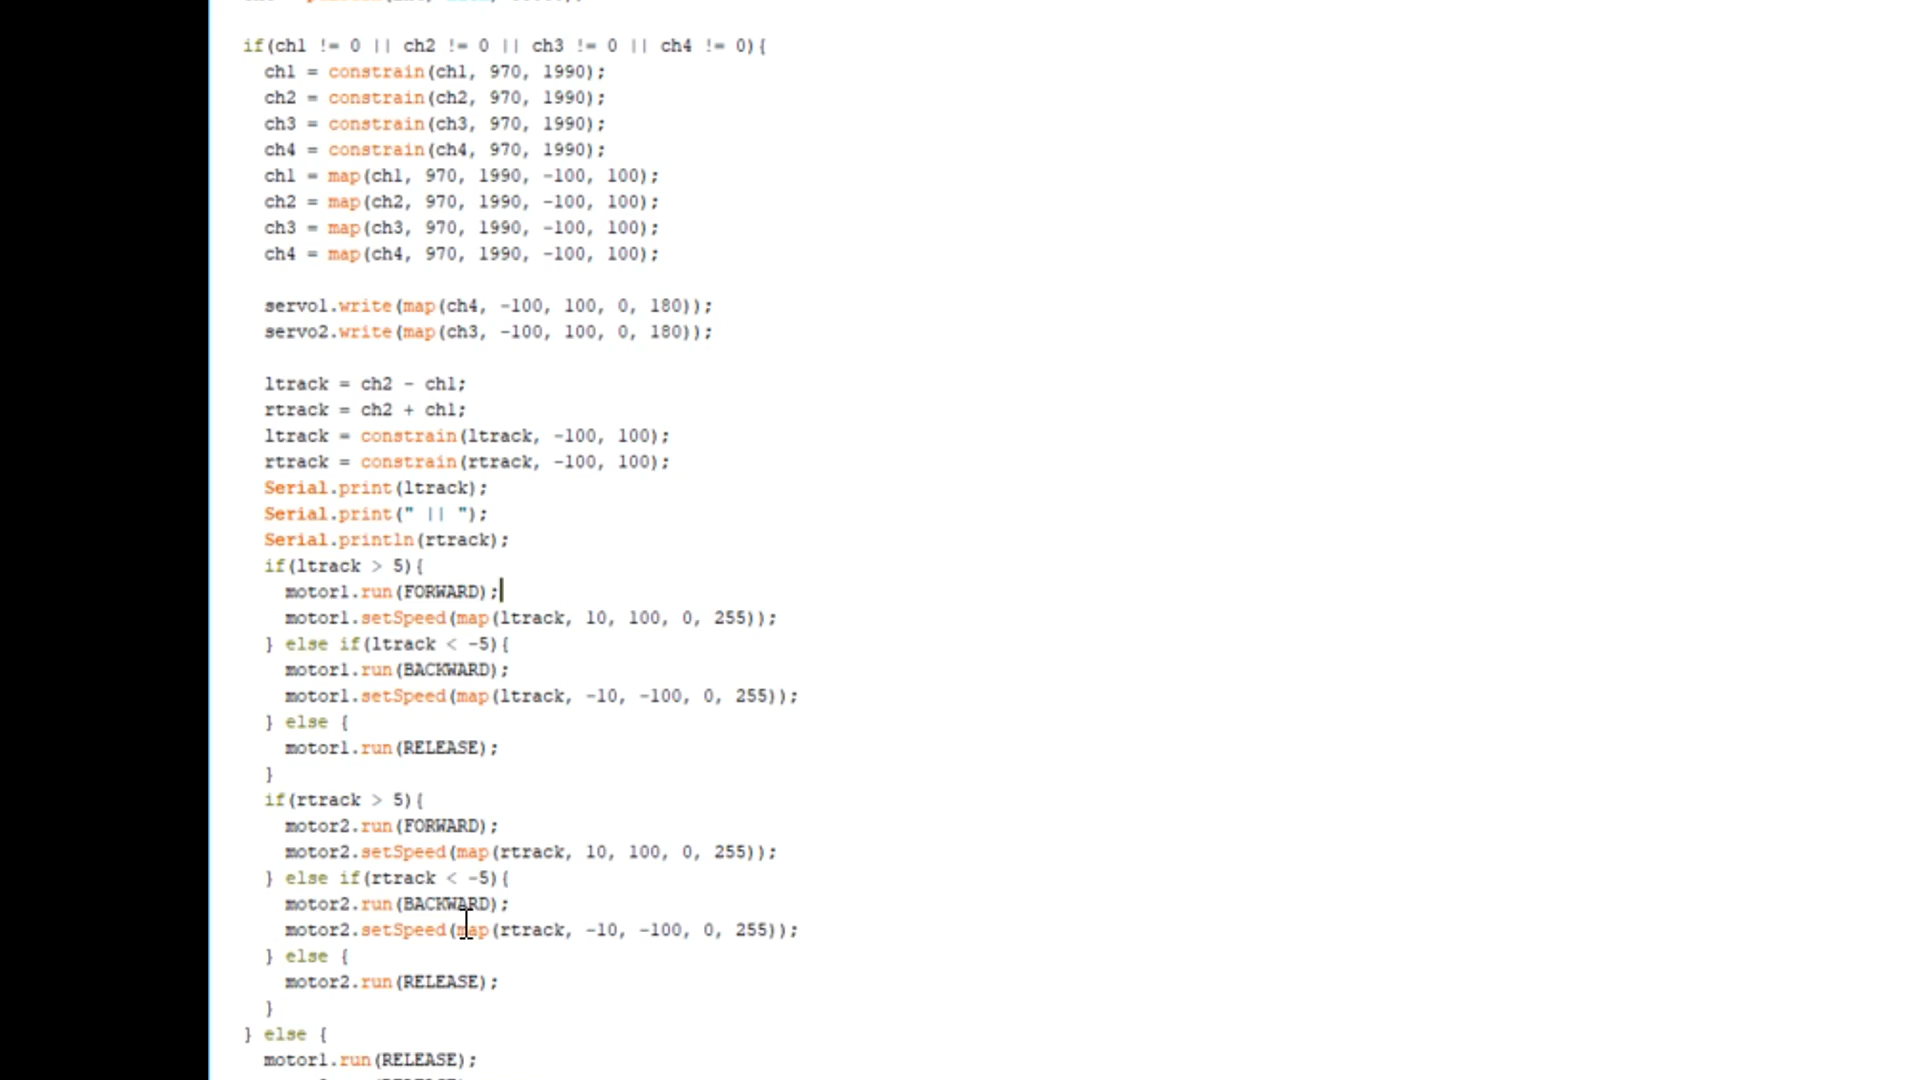 if(ch1 != 0 || ch2 != 0 || ch3 != 0 || ch4 != 0){
ch1 = constrain(ch1, 970, 1990);
ch2 = constrain(ch2, 970, 1990);
ch3 = constrain(ch3, 970, 1990);
ch4 = constrain(ch4, 970, 1990);
ch1 = map(ch1, 970, 1990, -100, 100);
ch2 = map(ch2, 970, 1990, -100, 100);
ch3 = map(ch3, 970, 1990, -100, 100);
ch4 = map(ch4, 970, 1990, -100, 100);
servo1.write(map(ch4, -100, 100, 0, 180));
servo2.write(map(ch3, -100, 100, 0, 180));
ltrack = ch2 - ch1;
rtrack = ch2 + ch1;
ltrack = constrain(ltrack, -100, 100);
rtrack = constrain(rtrack, -100, 100);
Serial.print(ltrack);
Serial.print(" || ");
Serial.println(rtrack);
if(ltrack > 5){
motor1.run(FORWARD);
motor1.setSpeed(map(ltrack, 10, 100, 0, 255));
} else if(ltrack < -5){
motor1.run(BACKWARD);
motor1.setSpeed(map(ltrack, -10, -100, 0, 255));
} else {
motor1.run(RELEASE);
}
if(rtrack > 5){
motor2.run(FORWARD);
motor2.setSpeed(map(rtrack, 10, 100, 0, 255));
} else if(rtrack < -5){
motor2.run(BACKWARD);
motor2.setSpeed(map(rtrack, -10, -100, 0, 255));
} else {
motor2.run(RELEASE);
}
} else {
motor1.run(RELEASE);